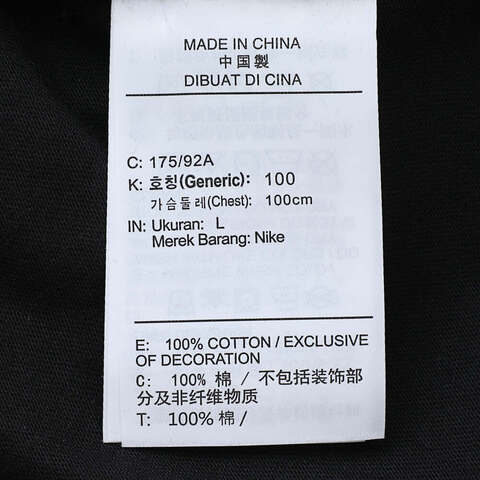 MADE IN CHINA
中国製
DIBUAT DI CINA
C: 175/92A
K: 호칭(Generic): 100
가슴둘레(Chest): 100cm
IN: Ukuran: L
Merek Barang: Nike
E: 100% COTTON / EXCLUSIVE
OF DECORATION
C: 100% 棉 / 不包括装饰部
分及非纤维物质
T: 100% 棉 /